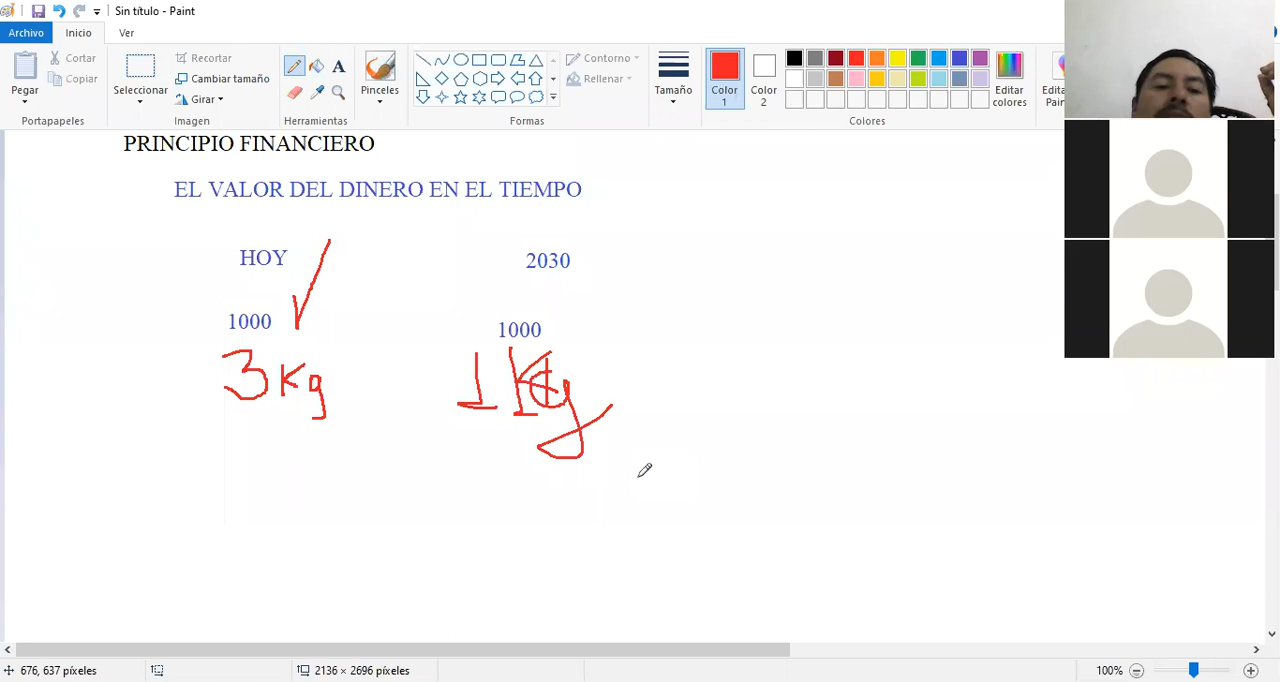 Sin título - Paint
Archivo Inicio Ver
Pegar
Cortar
Copiar
Portapapeles
Seleccionar
Recortar
Cambiar tamaño
Girar
Imagen
A
Herramientas
Pinceles
Contorno
Rellenar
Formas
Tamaño
Color 1
Color 2
Editar colores
Colores
PRINCIPIO FINANCIERO
EL VALOR DEL DINERO EN EL TIEMPO
HOY 2030
1000 1000
3 Kg 1 Kg
676, 637 píxeles 2136 × 2696 píxeles 100%